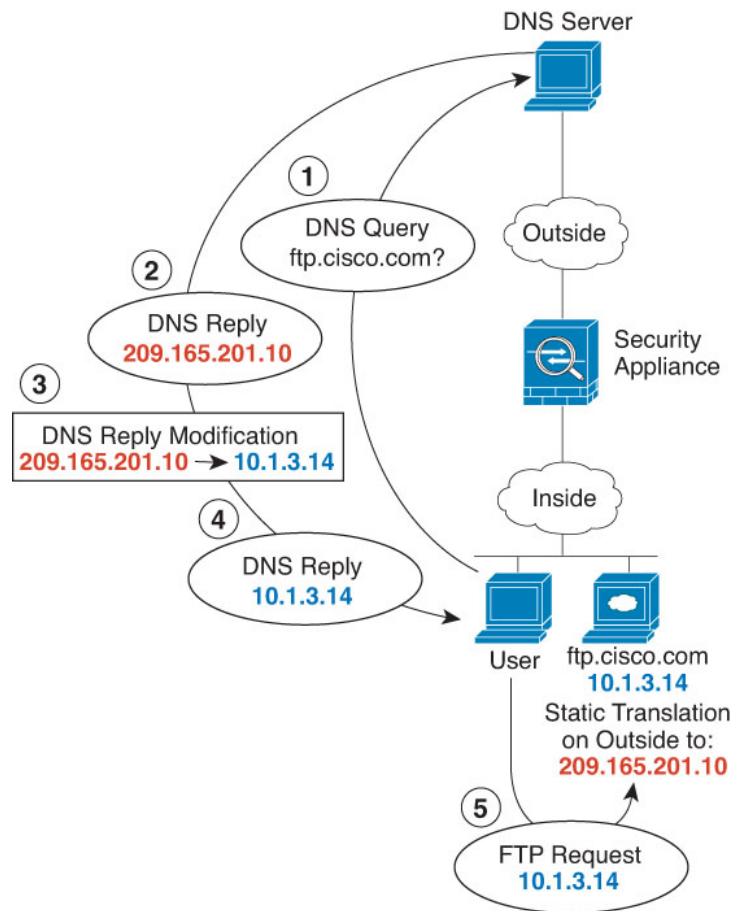 DNS Server
1
DNS Query
ftp.cisco.com?
Outside
2
DNS Reply
209.165.201.10
Security
Appliance
3
DNS Reply Modification
209.165.201.10 → 10.1.3.14
Inside
4
DNS Reply
10.1.3.14
User
ftp.cisco.com
10.1.3.14
Static Translation
on Outside to:
209.165.201.10
5
FTP Request
10.1.3.14